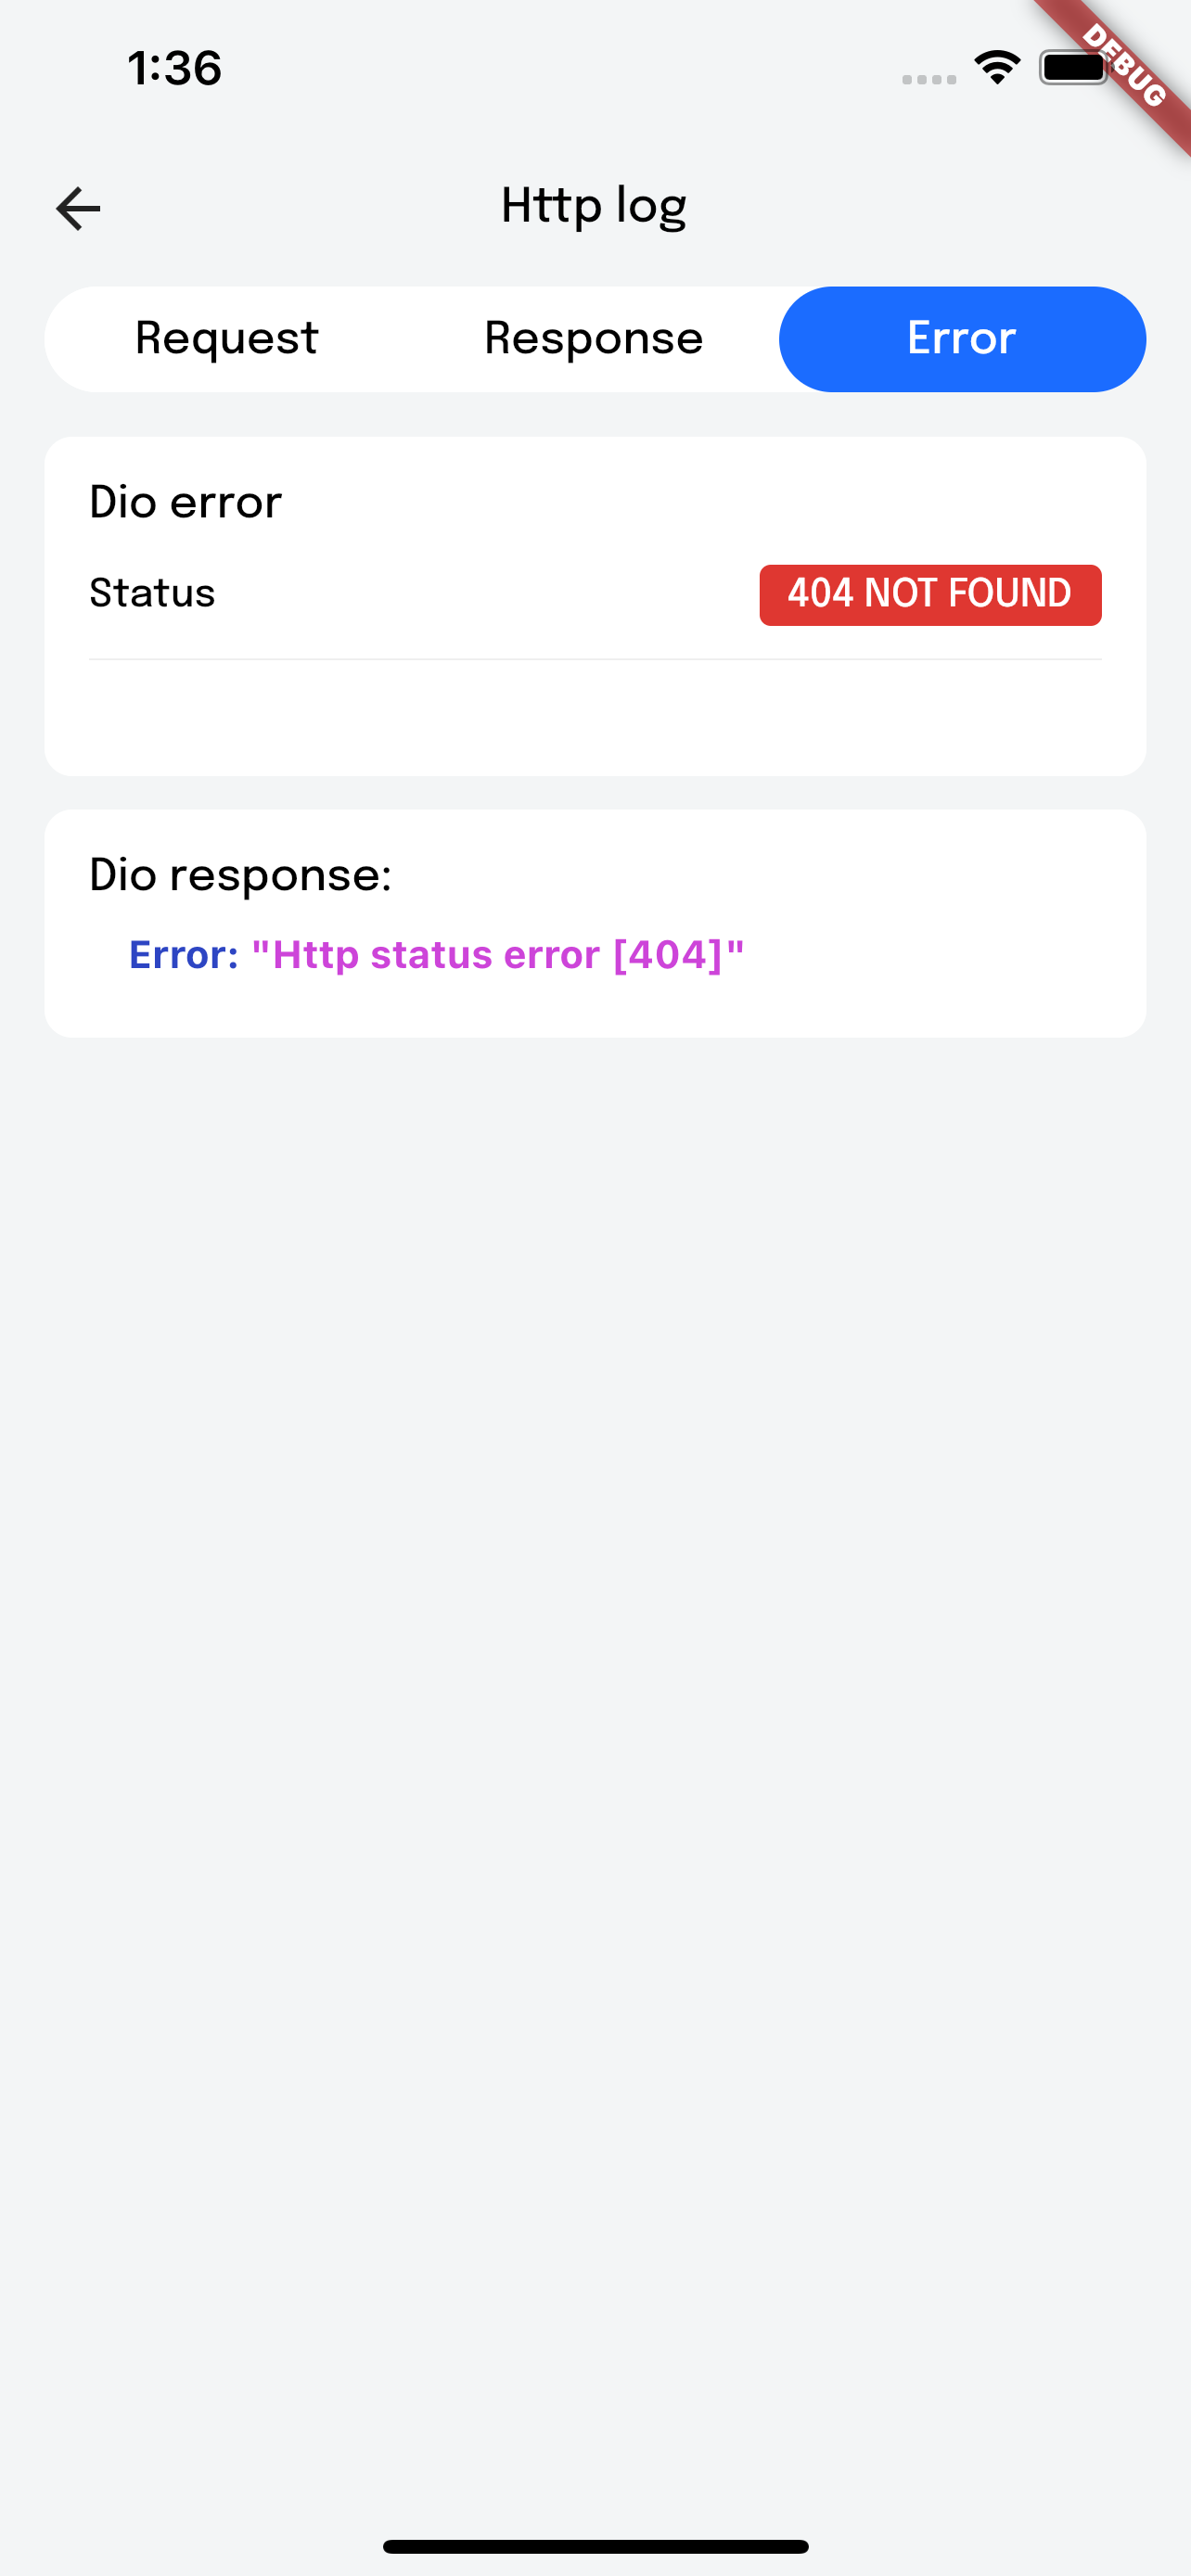 1:36
DEBUG
Http log
Request Response Error
Dio error
Status 404 NOT FOUND
Dio response:
Error: "Http status error [404]"